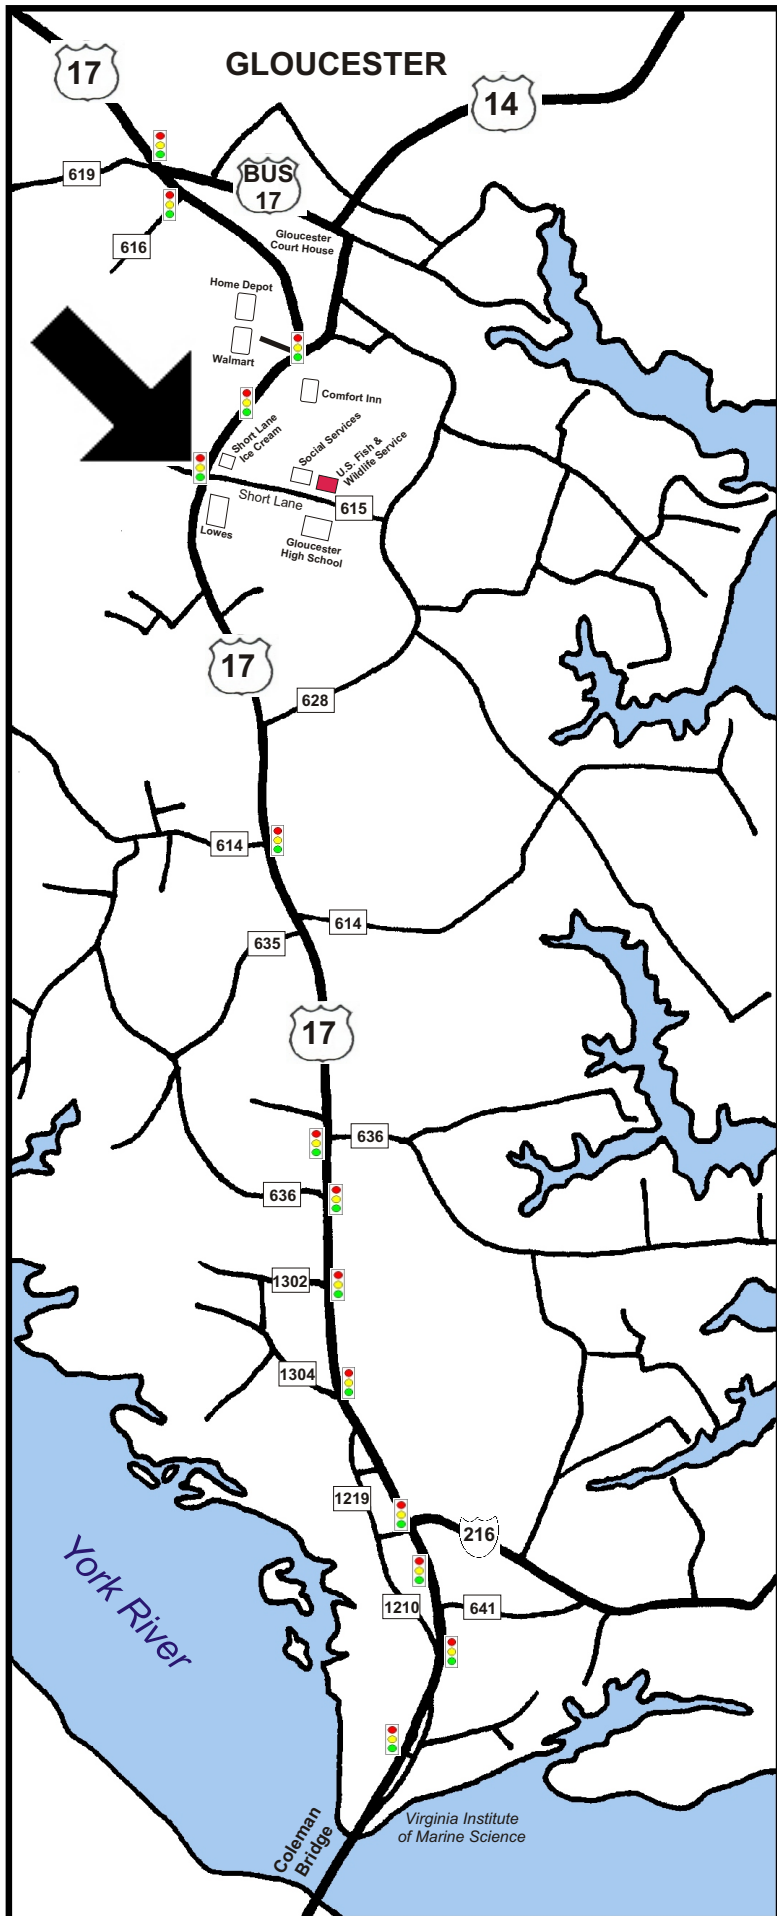 GLOUCESTER
17
14
619
BUS
17
616
Gloucester
Court House
Home Depot
Walmart
Comfort Inn
Short Lane
Ice Cream
Social Services
U.S. Fish &
Wildlife Service
Short Lane
615
Lowes
Gloucester
High School
17
628
614
614
635
17
636
636
1302
1304
1219
216
York River
1210
641
Coleman
Bridge
Virginia Institute
of Marine Science